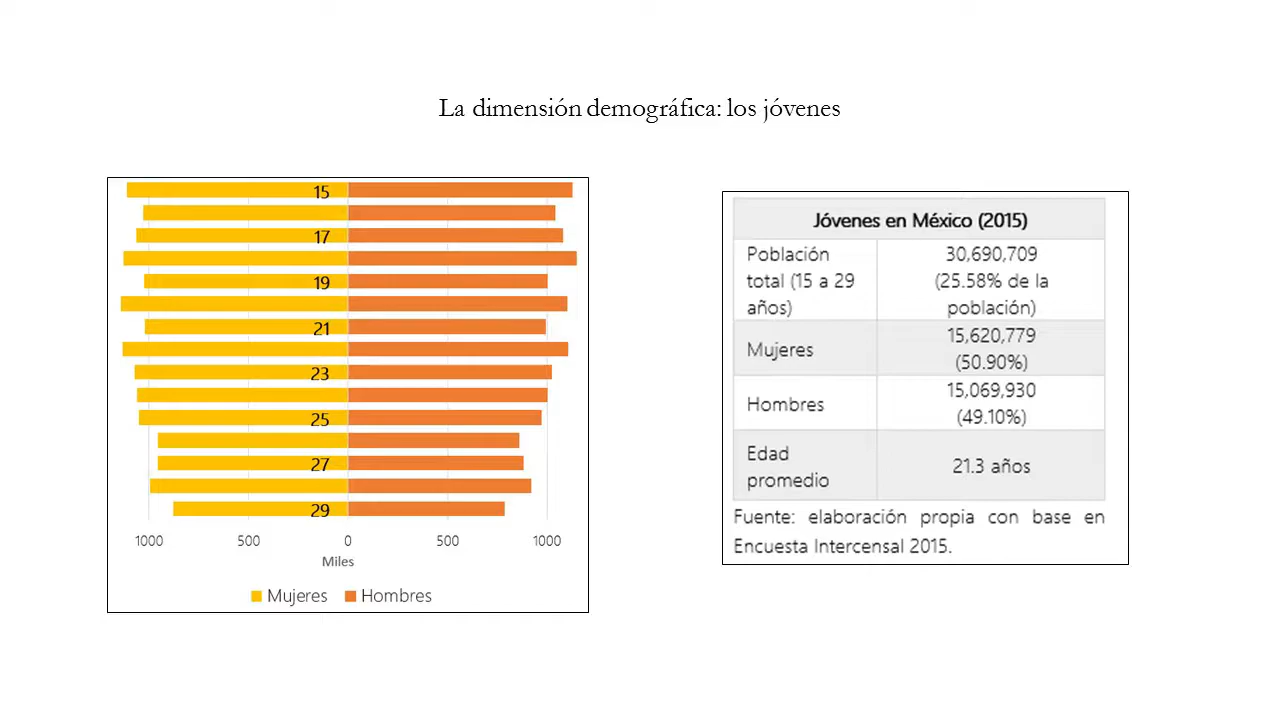 La dimensión demográfica: los jóvenes
15
17
19
21
23
25
27
29
1000 500 0 500 1000
Miles
Mujeres Hombres
Jóvenes en México (2015)
Población
total (15 a 29
años)
30,690,709
(25.58% de la
población)
Mujeres
15,620,779
(50.90%)
Hombres
15,069,930
(49.10%)
Edad
promedio
21.3 años
Fuente: elaboración propia con base en
Encuesta Intercensal 2015.